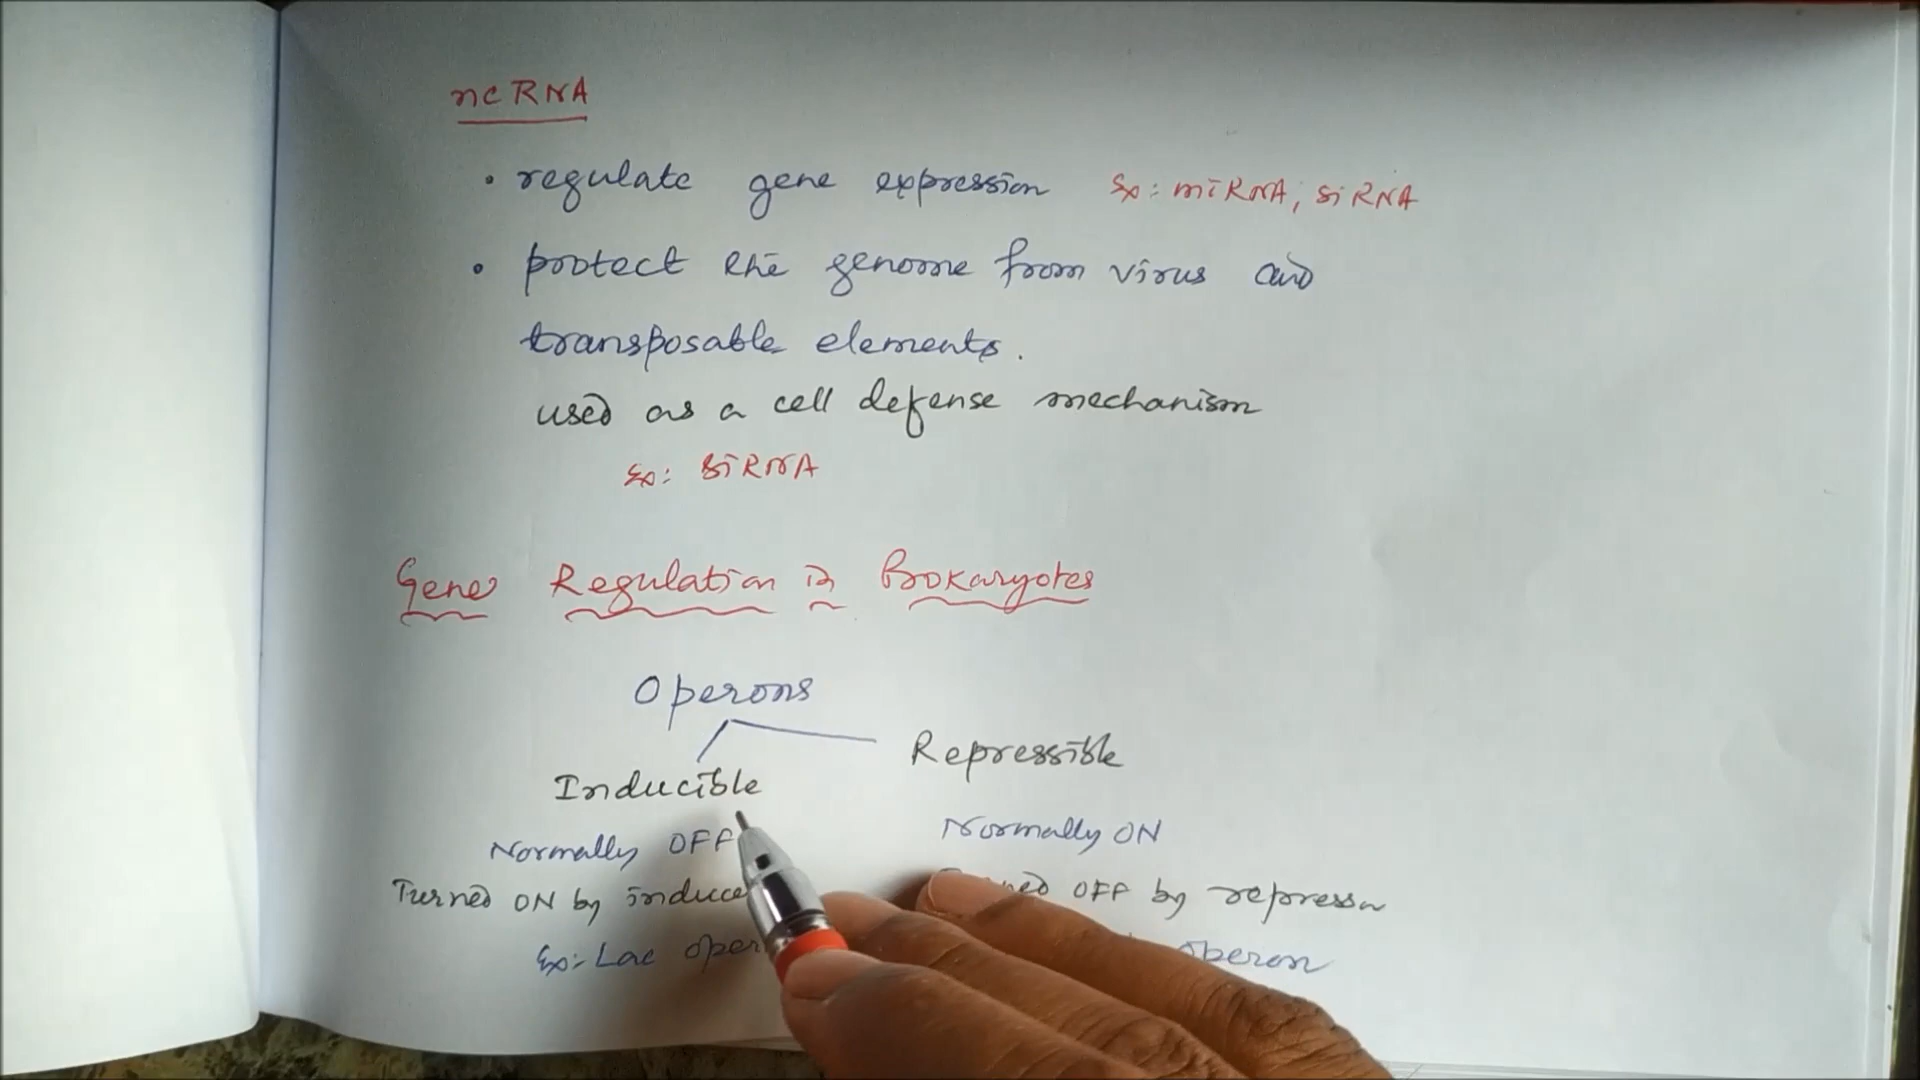 ncRNA
• regulate gene expression Ex: miRNA, siRNA
• protect the genome from virus and
transposable elements.
used as a cell defense mechanism
Ex: siRNA
Gene Regulation in Prokaryotes
Operons
Inducible
Repressible
Normally OFF
Normally ON
Turned ON by induce
OFF by repressor
Ex:- Lac oper
operon